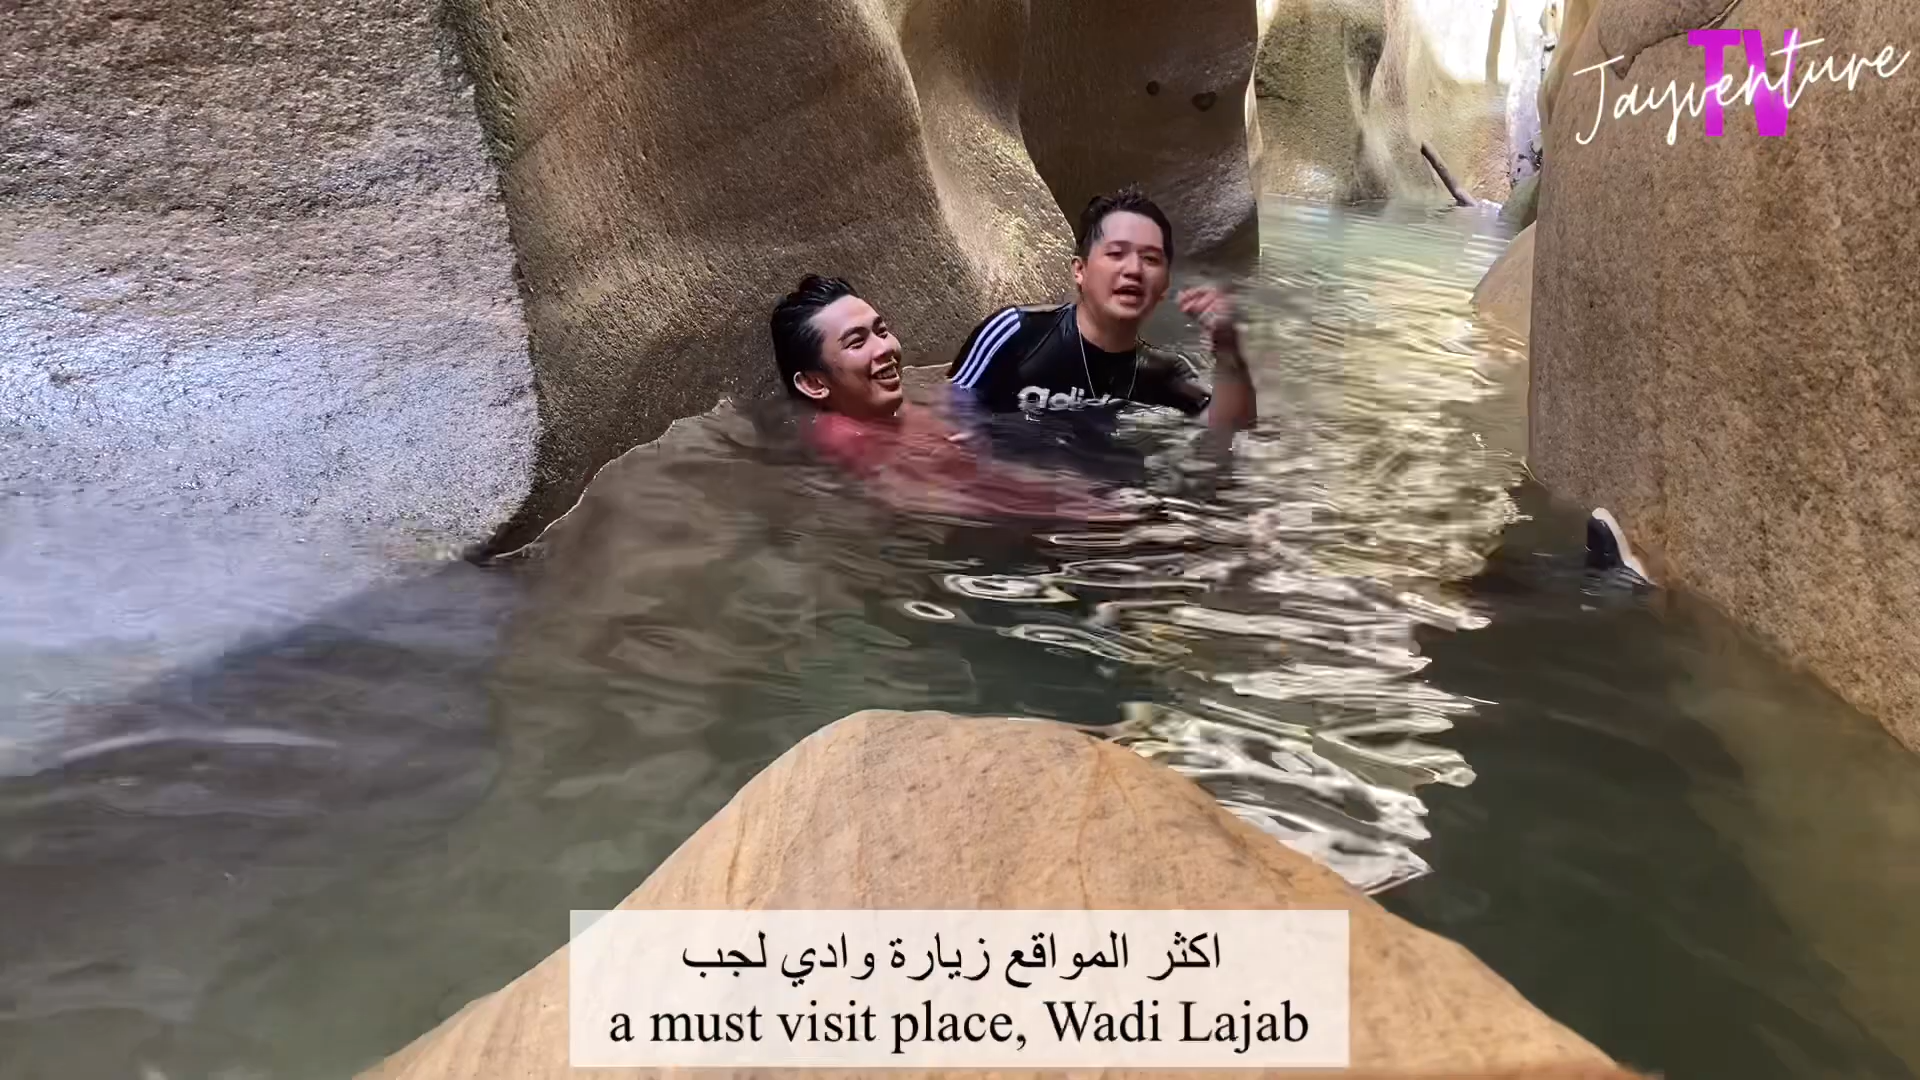 Jayventure
TV
adidas
اكثر المواقع زيارة وادي لجب
a must visit place, Wadi Lajab